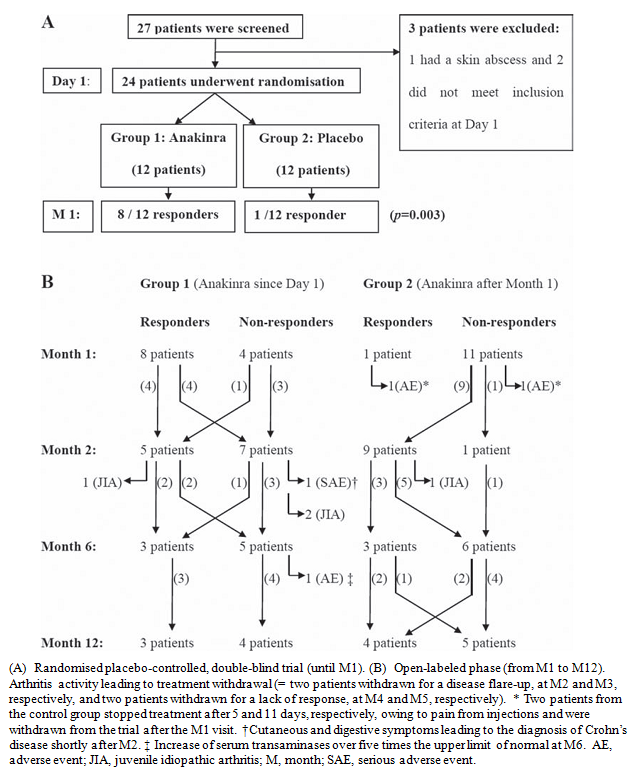 A
27 patients were screened
3 patients were excluded:
1 had a skin abscess and 2
did not meet inclusion
criteria at Day 1
Day 1:
24 patients underwent randomisation
Group 1: Anakinra
(12 patients)
Group 2: Placebo
(12 patients)
M 1:
8 / 12 responders
1 /12 responder
(p=0.003)
B
Group 1 (Anakinra since Day 1)
Group 2 (Anakinra after Month 1)
Responders
Non-responders
Responders
Non-responders
Month 1:
8 patients
4 patients
1 patient
11 patients
(4)
(4)
(1)
(3)
1(AE)*
(9)
(1)
1(AE)*
Month 2:
5 patients
7 patients
9 patients
1 patient
1 (JIA)
(2)
(2)
(1)
(3)
1 (SAE)†
2 (JIA)
(3)
(5)
1 (JIA)
(1)
Month 6:
3 patients
5 patients
3 patients
6 patients
(3)
(4)
1 (AE) ‡
(2)
(1)
(2)
(4)
Month 12:
3 patients
4 patients
4 patients
5 patients
(A) Randomised placebo-controlled, double-blind trial (until M1). (B) Open-labeled phase (from M1 to M12).
Arthritis activity leading to treatment withdrawal (= two patients withdrawn for a disease flare-up, at M2 and M3,
respectively, and two patients withdrawn for a lack of response, at M4 and M5, respectively). * Two patients from
the control group stopped treatment after 5 and 11 days, respectively, owing to pain from injections and were
withdrawn from the trial after the M1 visit. †Cutaneous and digestive symptoms leading to the diagnosis of Crohn's
disease shortly after M2. ‡ Increase of serum transaminases over five times the upper limit of normal at M6. AE,
adverse event; JIA, juvenile idiopathic arthritis; M, month; SAE, serious adverse event.